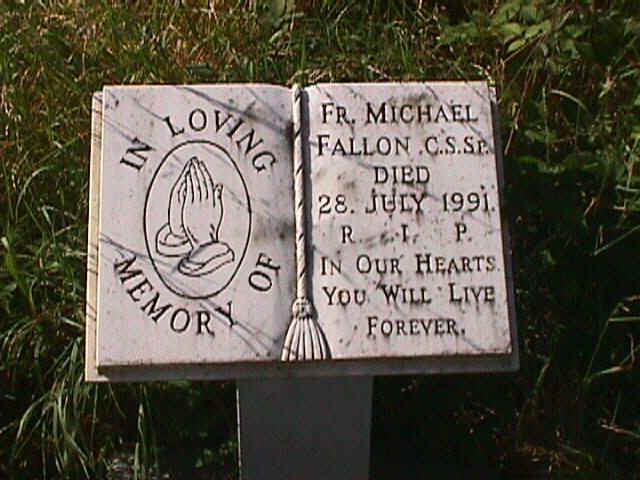 IN LOVING
MEMORY OF
FR. MICHAEL
FALLON C.S.SP.
DIED
28. JULY 1991.
R. I. P.
IN OUR HEARTS
YOU WILL LIVE
FOREVER.